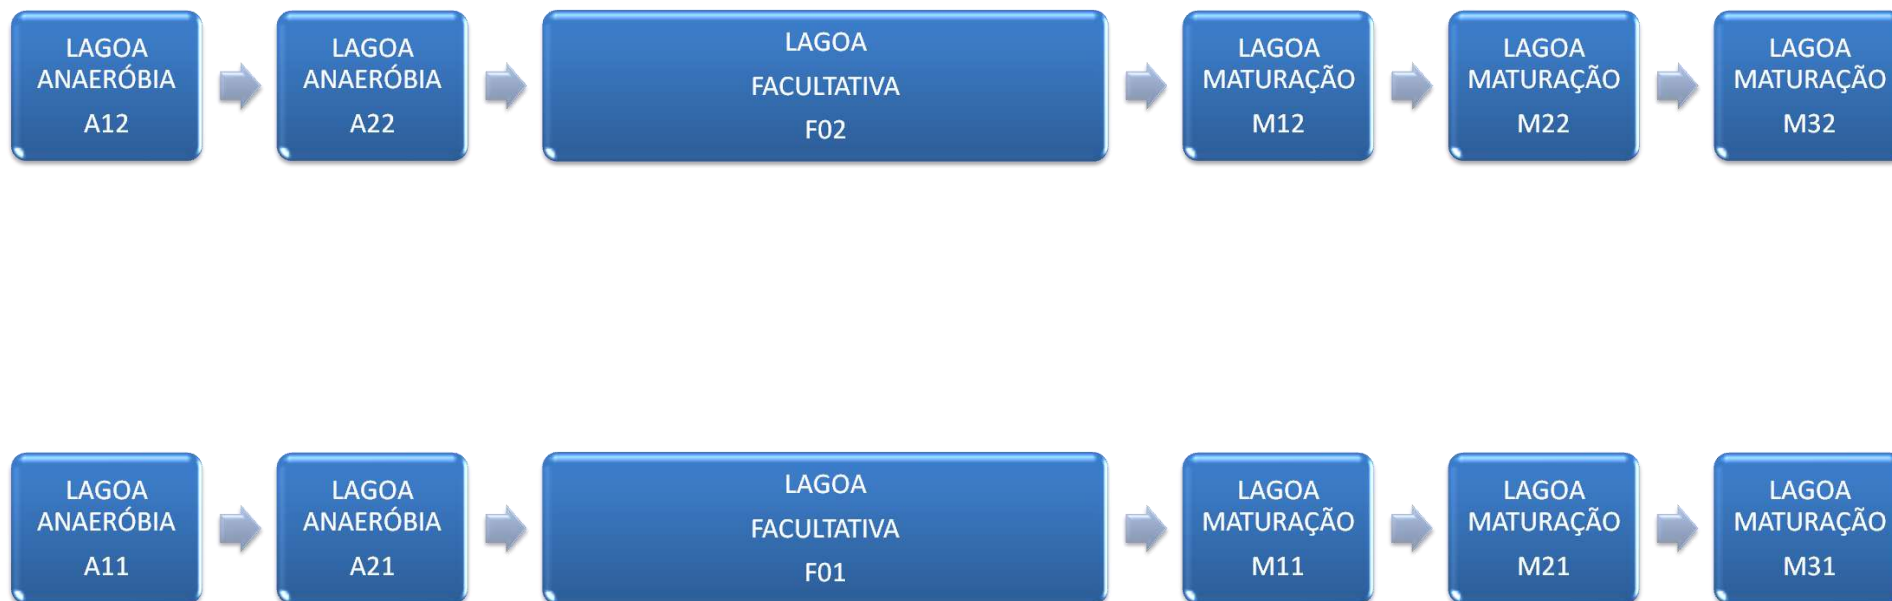 LAGOA
ANAERÓBIA
A12
LAGOA
ANAERÓBIA
A22
LAGOA
FACULTATIVA
F02
LAGOA
MATURAÇÃO
M12
LAGOA
MATURAÇÃO
M22
LAGOA
MATURAÇÃO
M32
LAGOA
ANAERÓBIA
A11
LAGOA
ANAERÓBIA
A21
LAGOA
FACULTATIVA
F01
LAGOA
MATURAÇÃO
M11
LAGOA
MATURAÇÃO
M21
LAGOA
MATURAÇÃO
M31